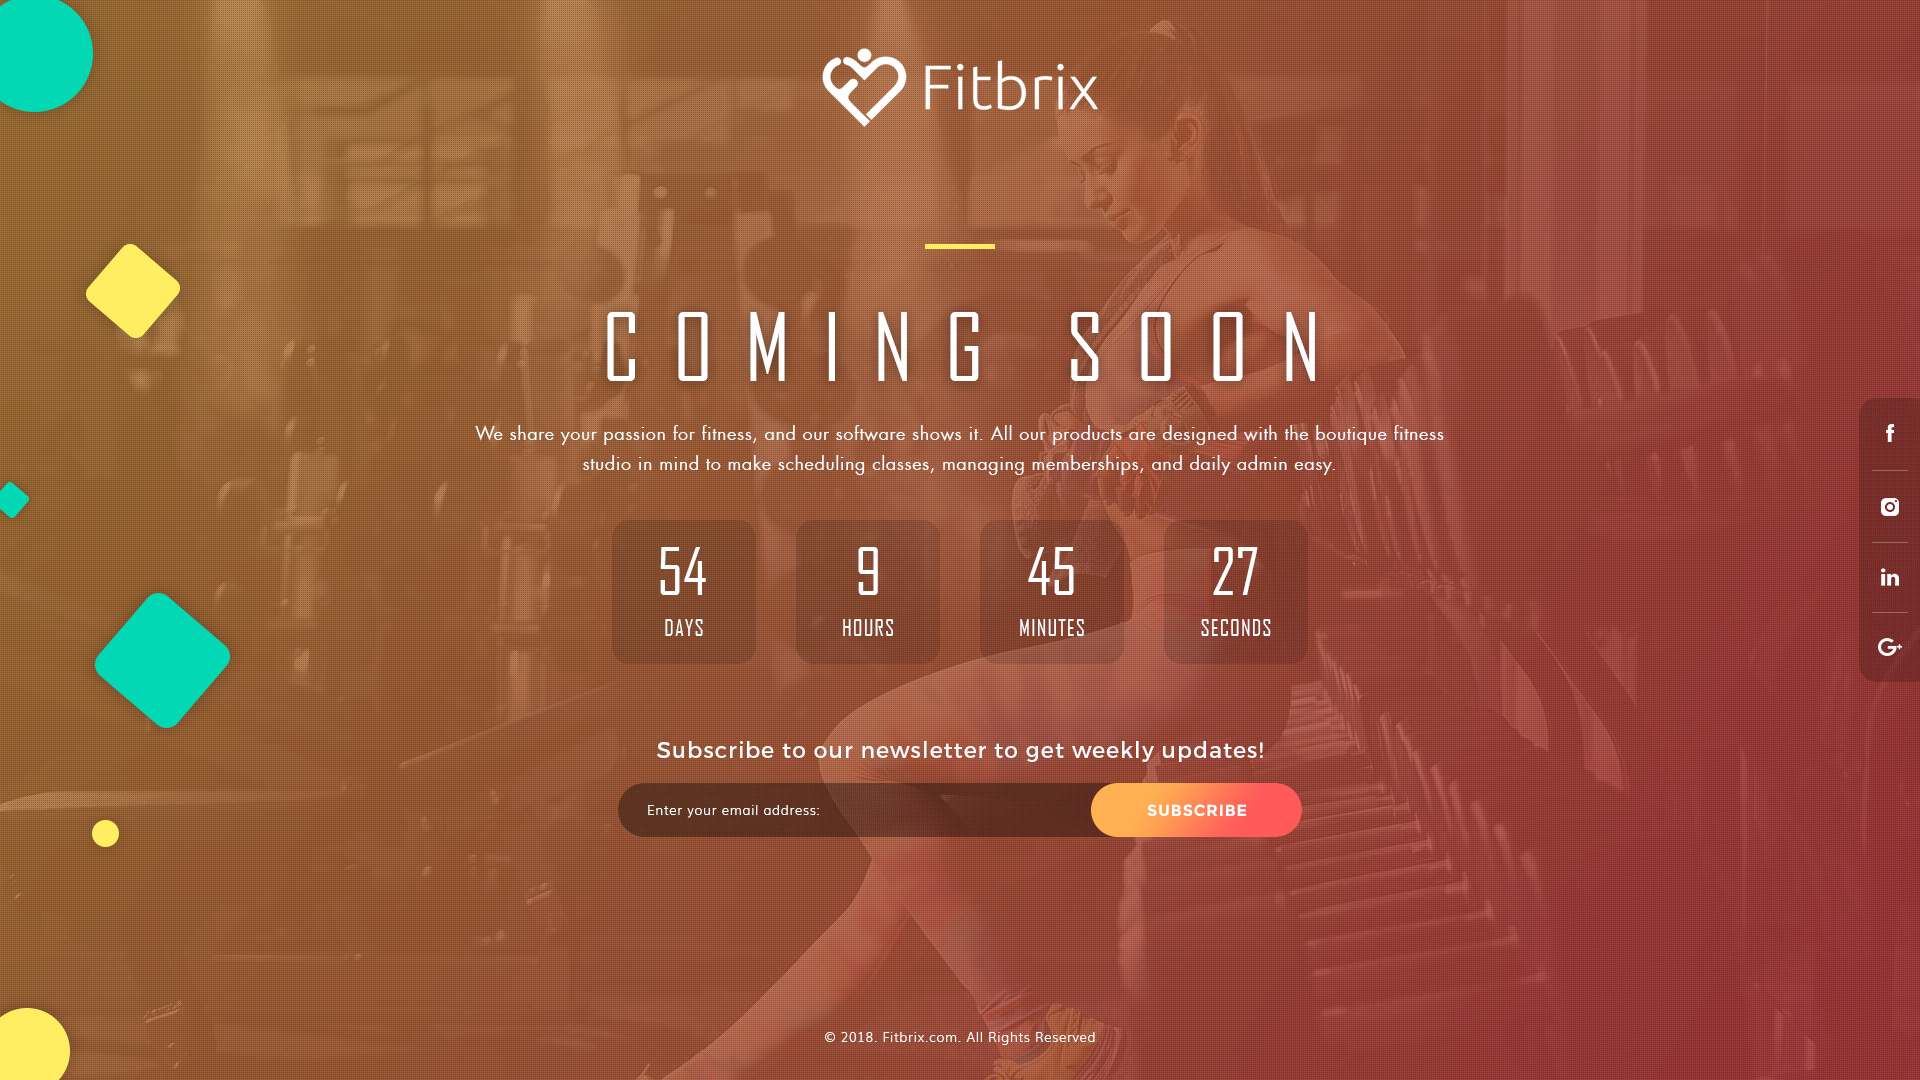 Fitbrix
COMING SOON
We share your passion for fitness, and our software shows it. All our products are designed with the boutique fitness
studio in mind to make scheduling classes, managing memberships, and daily admin easy.
54 9 45 27
DAYS HOURS MINUTES SECONDS
Subscribe to our newsletter to get weekly updates!
Enter your email address: SUBSCRIBE
© 2018. Fitbrix.com. All Rights Reserved